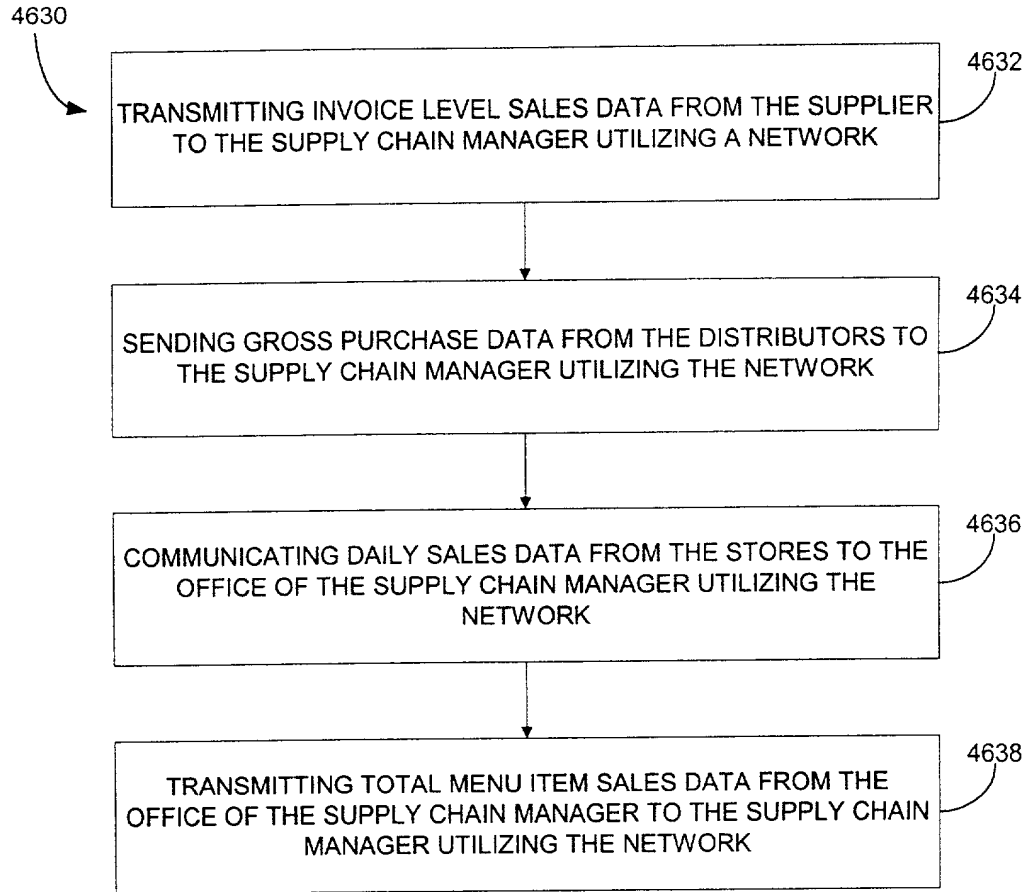 4630
4632
TRANSMITTING INVOICE LEVEL SALES DATA FROM THE SUPPLIER
TO THE SUPPLY CHAIN MANAGER UTILIZING A NETWORK
4634
SENDING GROSS PURCHASE DATA FROM THE DISTRIBUTORS TO
THE SUPPLY CHAIN MANAGER UTILIZING THE NETWORK
4636
COMMUNICATING DAILY SALES DATA FROM THE STORES TO THE
OFFICE OF THE SUPPLY CHAIN MANAGER UTILIZING THE
NETWORK
4638
TRANSMITTING TOTAL MENU ITEM SALES DATA FROM THE
OFFICE OF THE SUPPLY CHAIN MANAGER TO THE SUPPLY CHAIN
MANAGER UTILIZING THE NETWORK